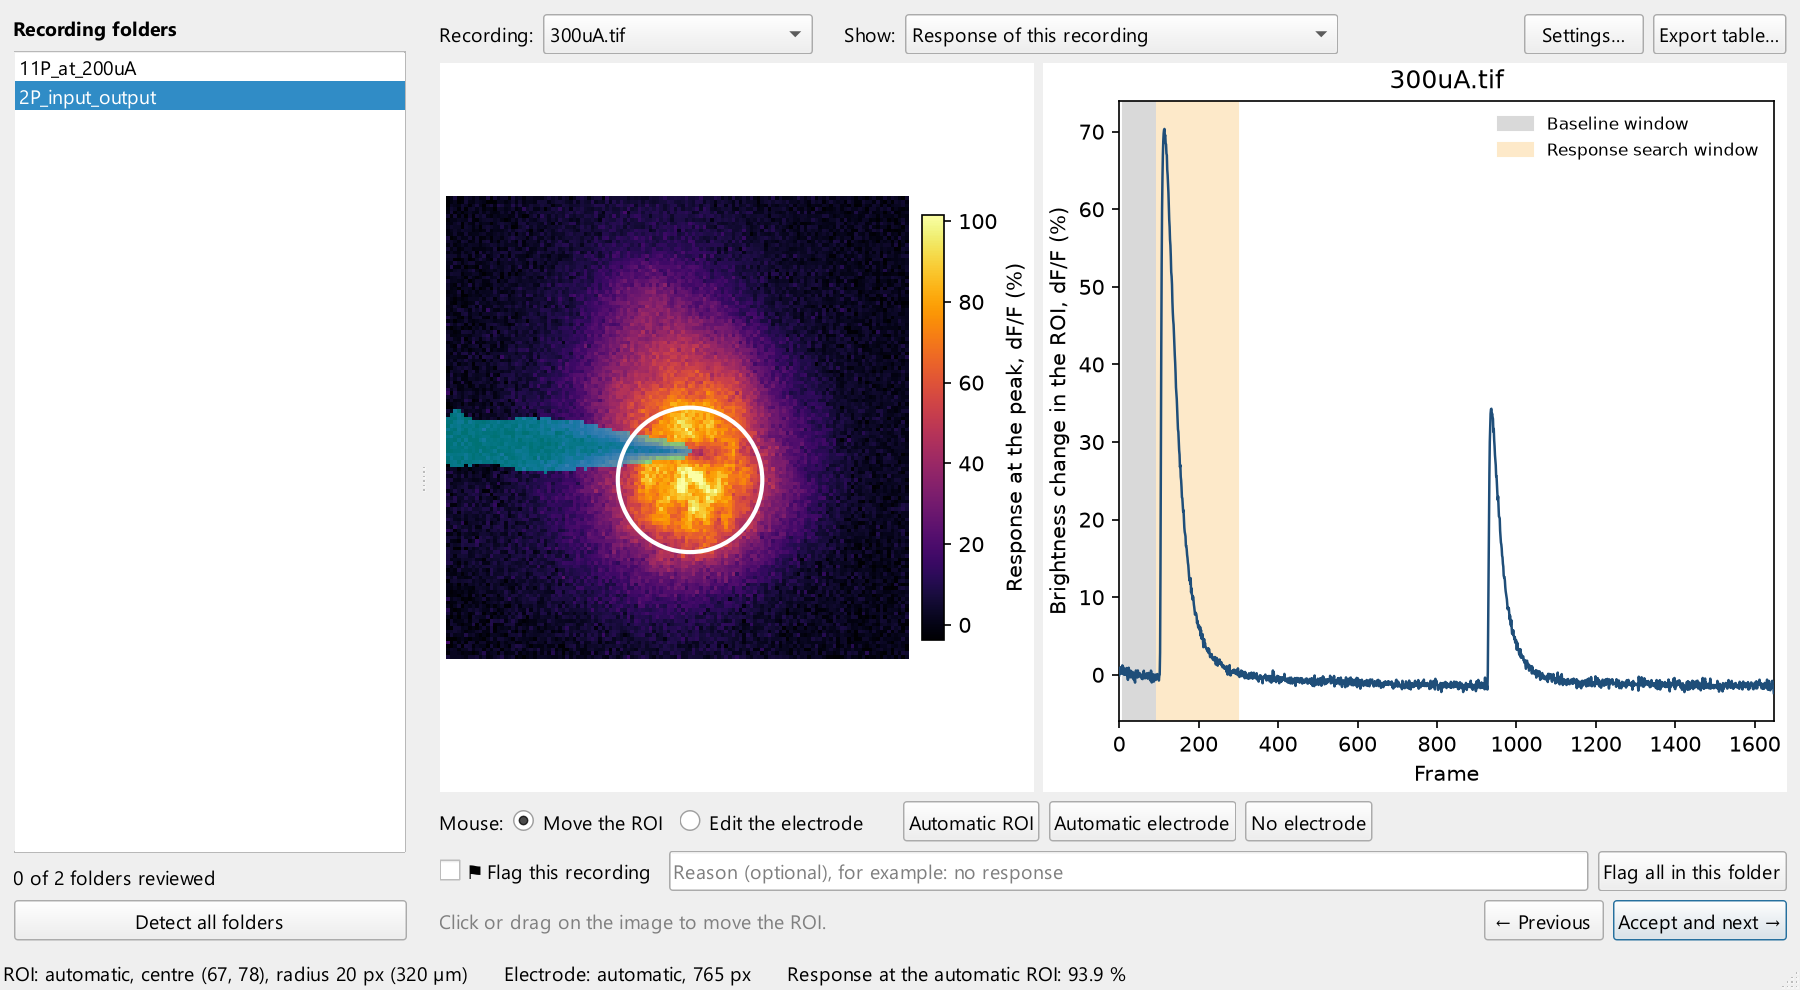 Recording folders
11P_at_200uA
2P_input_output
0 of 2 folders reviewed
Detect all folders
Recording: 300uA.tif Show: Response of this recording Settings... Export table...
100
80
60
40
20
0
Response at the peak, dF/F (%)
300uA.tif
Baseline window
Response search window
70
60
50
40
30
20
10
0
Brightness change in the ROI, dF/F (%)
0 200 400 600 800 1000 1200 1400 1600
Frame
Mouse: Move the ROI Edit the electrode Automatic ROI Automatic electrode No electrode
Flag this recording Reason (optional), for example: no response Flag all in this folder
Click or drag on the image to move the ROI. ← Previous Accept and next →
ROI: automatic, centre (67, 78), radius 20 px (320 µm) Electrode: automatic, 765 px Response at the automatic ROI: 93.9 %